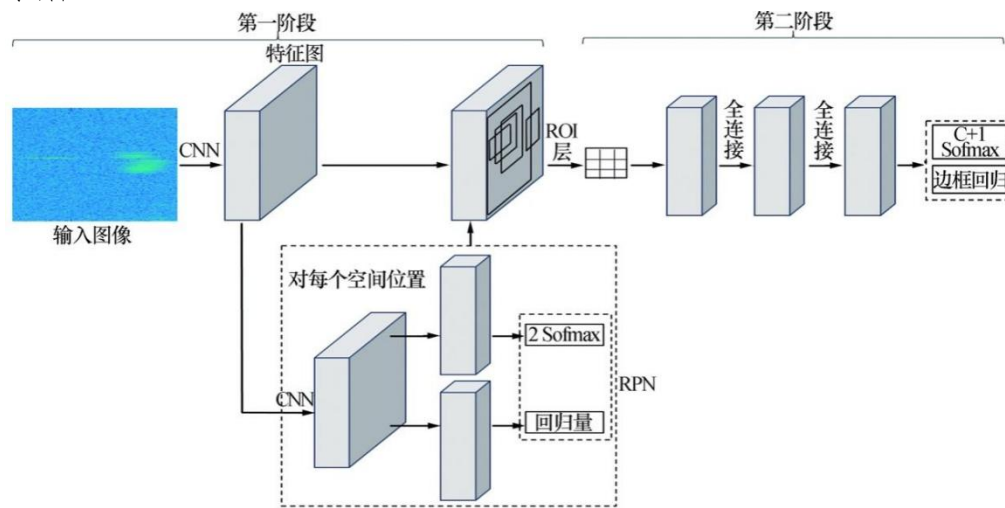 第一阶段
第二阶段
特征图
CNN
ROI
层
全连接
全连接
C+1
Sofmax
边框回归
输入图像
对每个空间位置
CNN
2 Sofmax
回归量
RPN